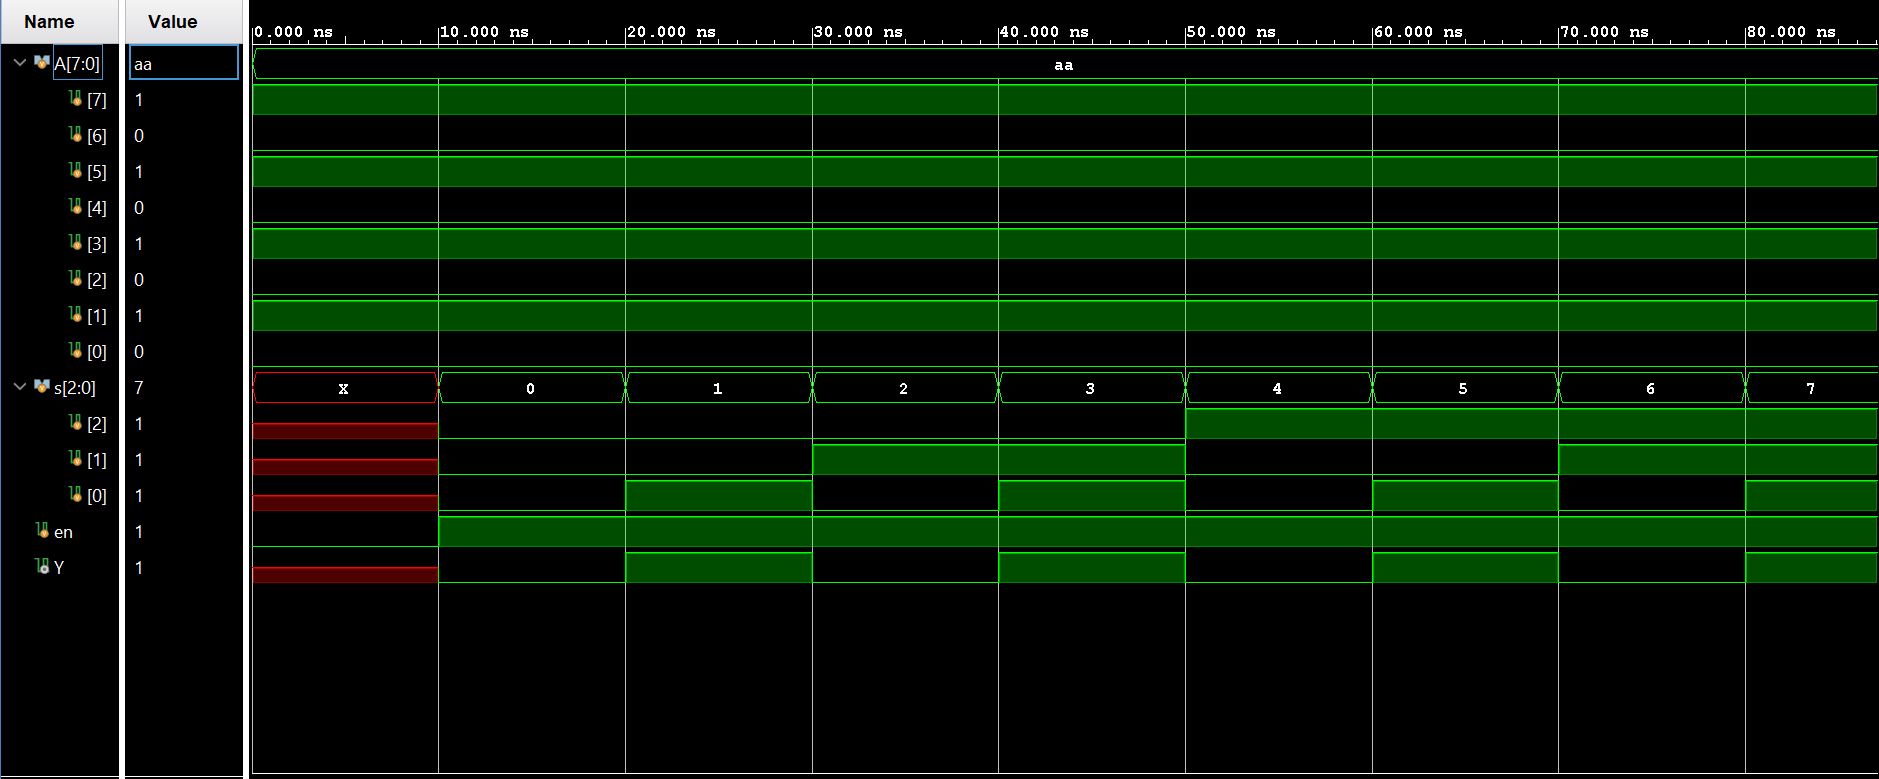 Name Value
0.000 ns 10.000 ns 20.000 ns 30.000 ns 40.000 ns 50.000 ns 60.000 ns 70.000 ns 80.000 ns
A[7:0] aa aa
[7] 1
[6] 0
[5] 1
[4] 0
[3] 1
[2] 0
[1] 1
[0] 0
s[2:0] 7 X 0 1 2 3 4 5 6 7
[2] 1
[1] 1
[0] 1
en 1
Y 1